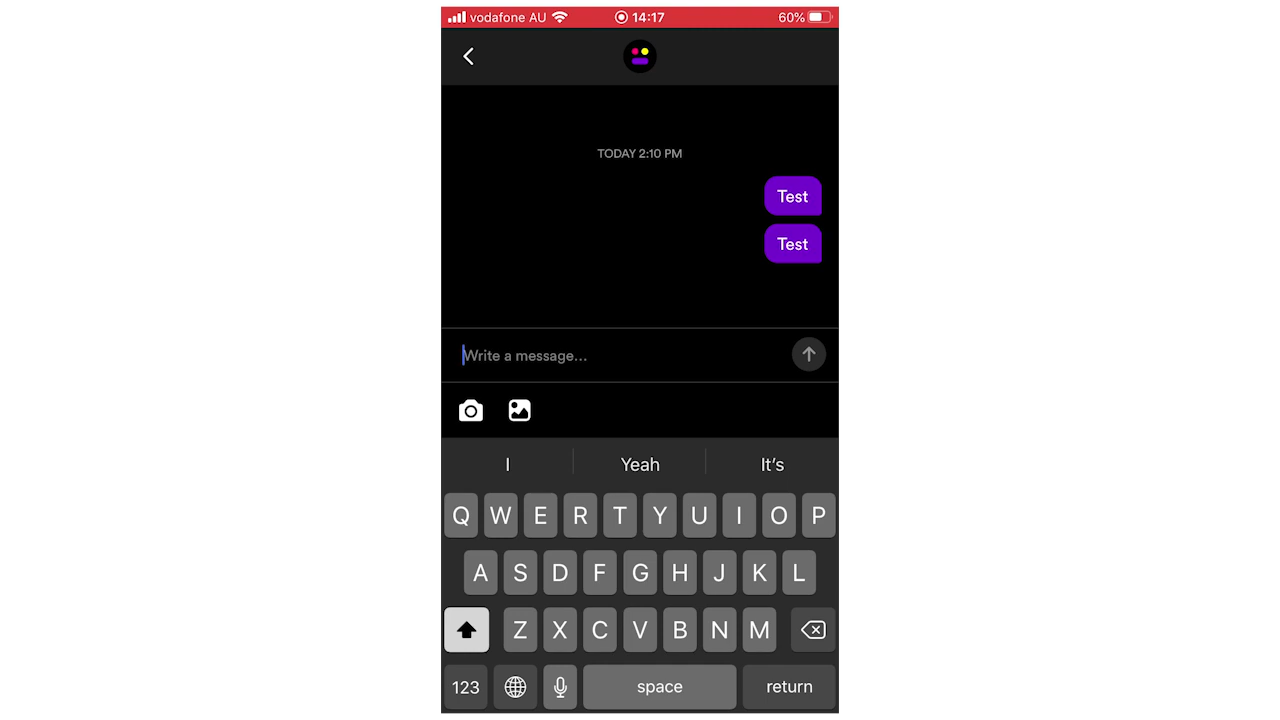 vodafone AU 14:17 60%
TODAY 2:10 PM
Test
Test
Write a message...
I Yeah It's
Q W E R T Y U I O P
A S D F G H J K L
Z X C V B N M
123 space return